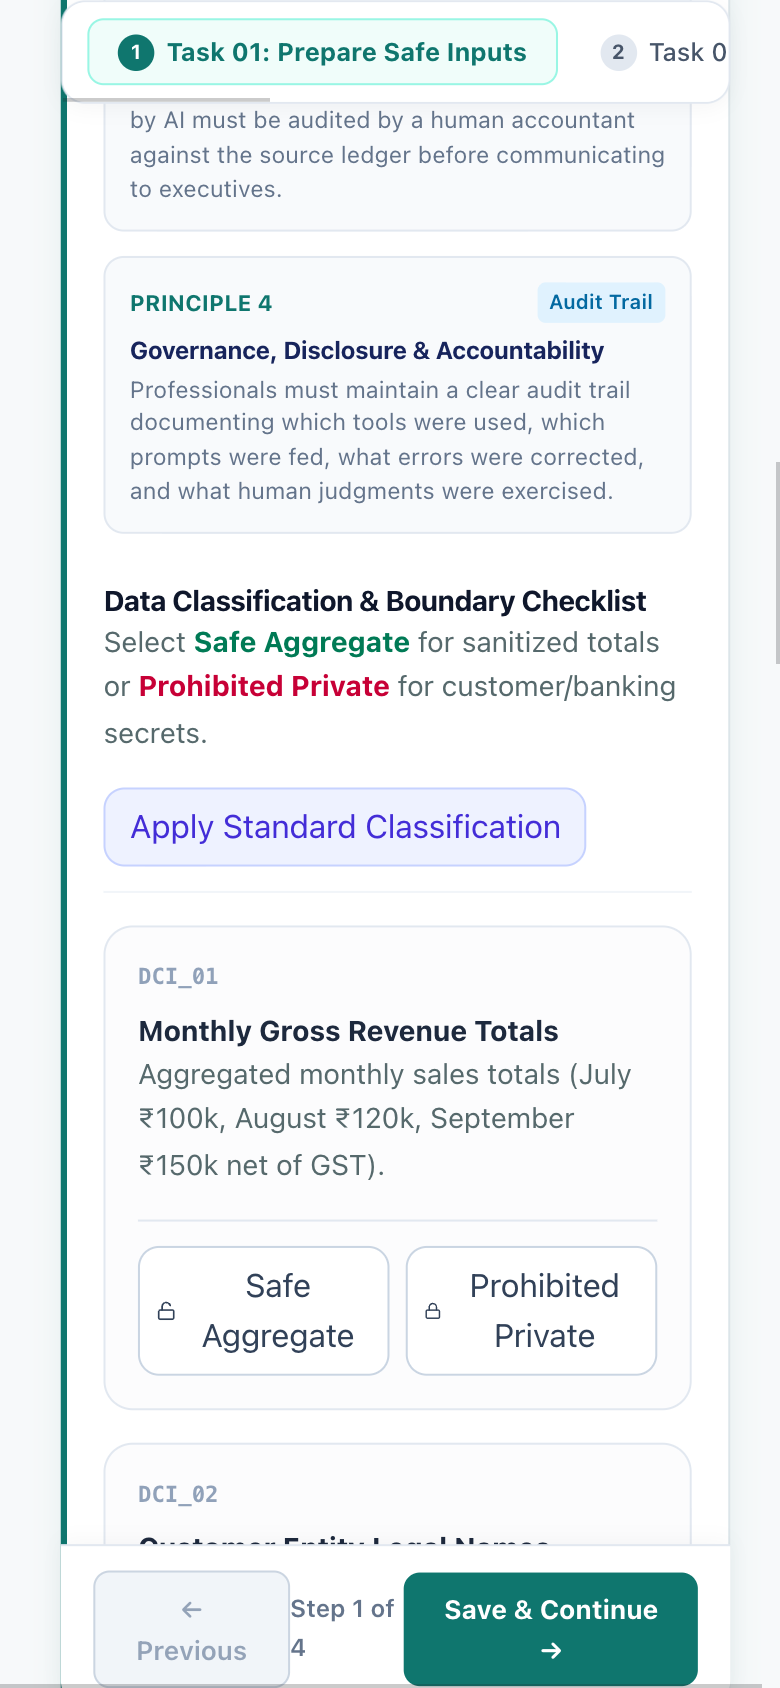 1 Task 01: Prepare Safe Inputs 2 Task 0
by AI must be audited by a human accountant
against the source ledger before communicating
to executives.
PRINCIPLE 4 Audit Trail
Governance, Disclosure & Accountability
Professionals must maintain a clear audit trail
documenting which tools were used, which
prompts were fed, what errors were corrected,
and what human judgments were exercised.
Data Classification & Boundary Checklist
Select Safe Aggregate for sanitized totals
or Prohibited Private for customer/banking
secrets.
Apply Standard Classification
DCI_01
Monthly Gross Revenue Totals
Aggregated monthly sales totals (July
₹100k, August ₹120k, September
₹150k net of GST).
Safe
Aggregate
Prohibited
Private
DCI_02
Customer Entity Legal Names
←
Previous
Step 1 of
4
Save & Continue
→